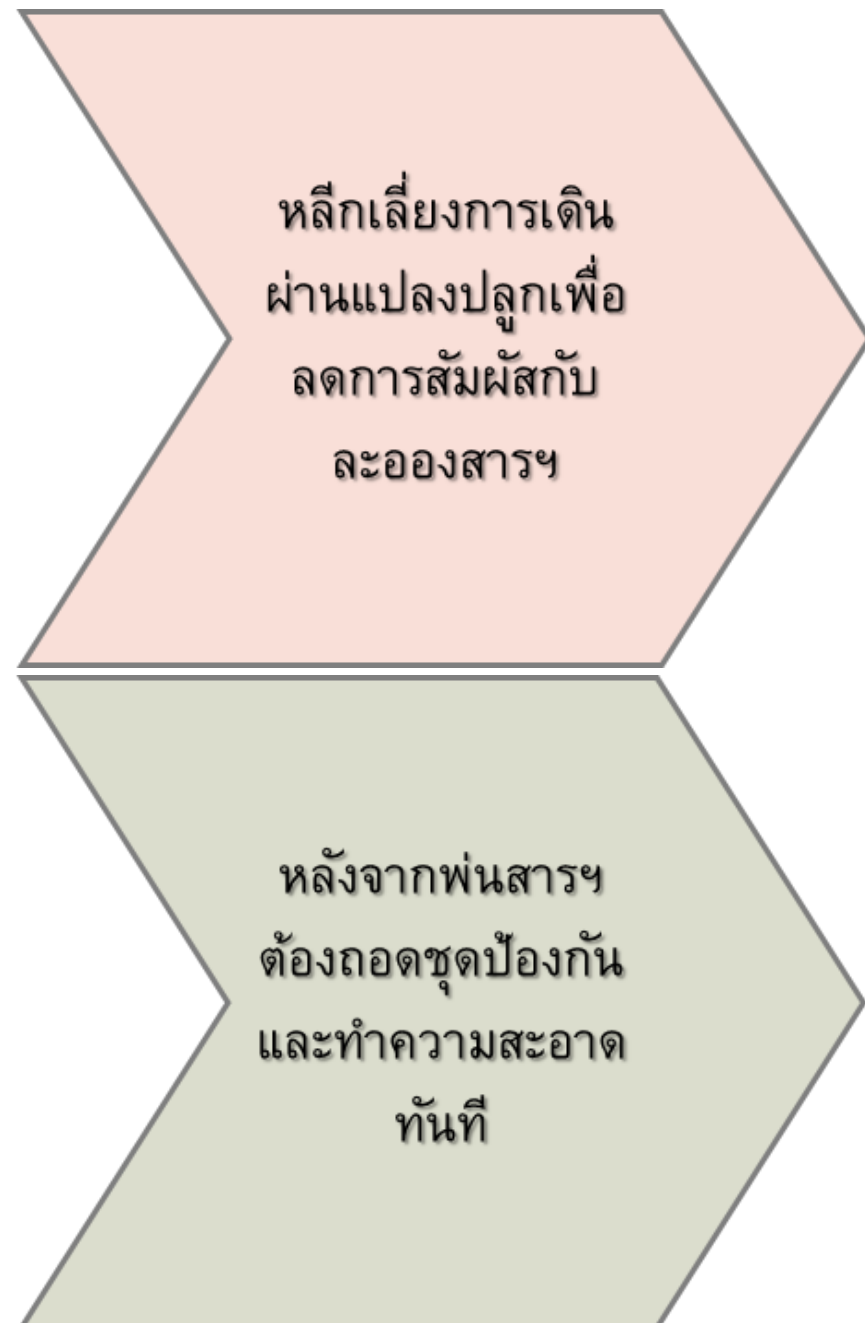 หลีกเลี่ยงการเดิน
ผ่านแปลงปลูกเพื่อ
ลดการสัมผัสกับ
ละอองสารฯ
หลังจากพ่นสารฯ
ต้องถอดชุดป้องกัน
และทำความสะอาด
ทันที